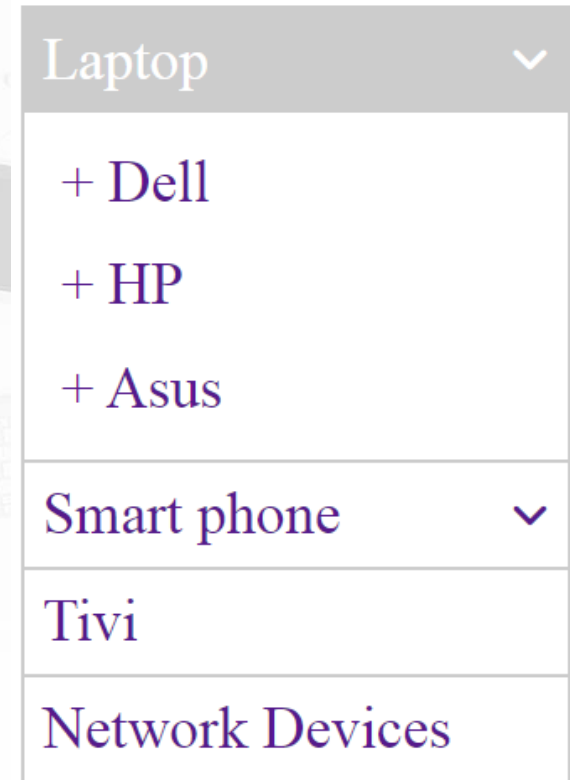 Laptop
+ Dell
+ HP
+ Asus
Smart phone
Tivi
Network Devices